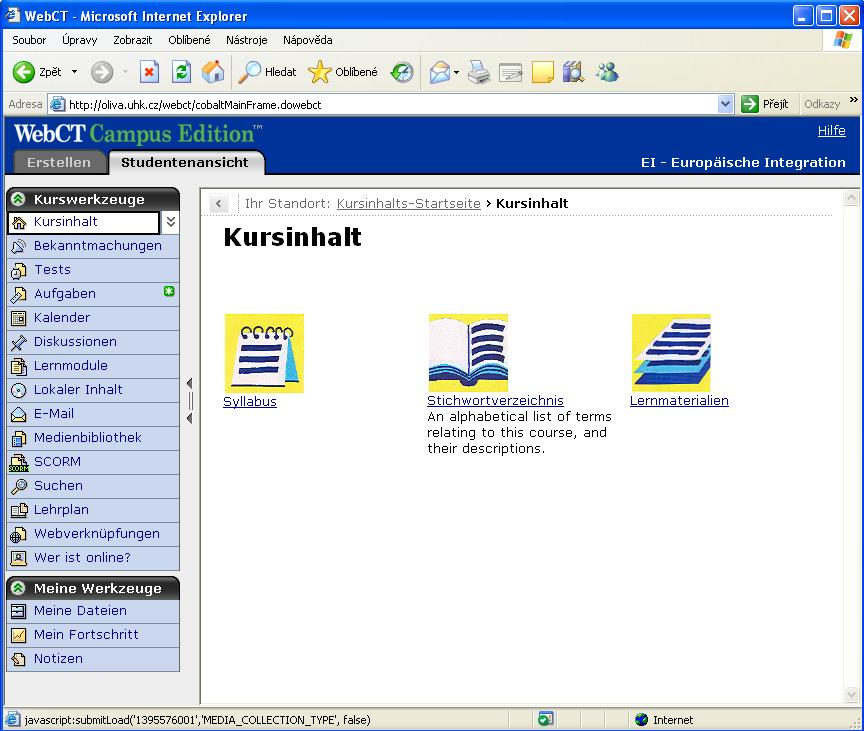 WebCT - Microsoft Internet Explorer
Soubor Úpravy Zobrazit Oblíbené Nástroje Nápověda
Zpět Hledat Oblíbené
Adresa http://oliva.uhk.cz/webct/cobaltMainFrame.dowebct Přejít Odkazy »
WebCT Campus Edition™ Hilfe
Erstellen Studentenansicht EI - Europäische Integration
Kurswerkzeuge
Kursinhalt
Bekanntmachungen
Tests
Aufgaben
Kalender
Diskussionen
Lernmodule
Lokaler Inhalt
E-Mail
Medienbibliothek
SCORM SCORM
Suchen
Lehrplan
Webverknüpfungen
Wer ist online?
Meine Werkzeuge
Meine Dateien
Mein Fortschritt
Notizen
Ihr Standort: Kursinhalts-Startseite › Kursinhalt
Kursinhalt
Syllabus
Stichwortverzeichnis
An alphabetical list of terms
relating to this course, and
their descriptions.
Lernmaterialien
javascript:submitLoad('1395576001','MEDIA_COLLECTION_TYPE', false) Internet